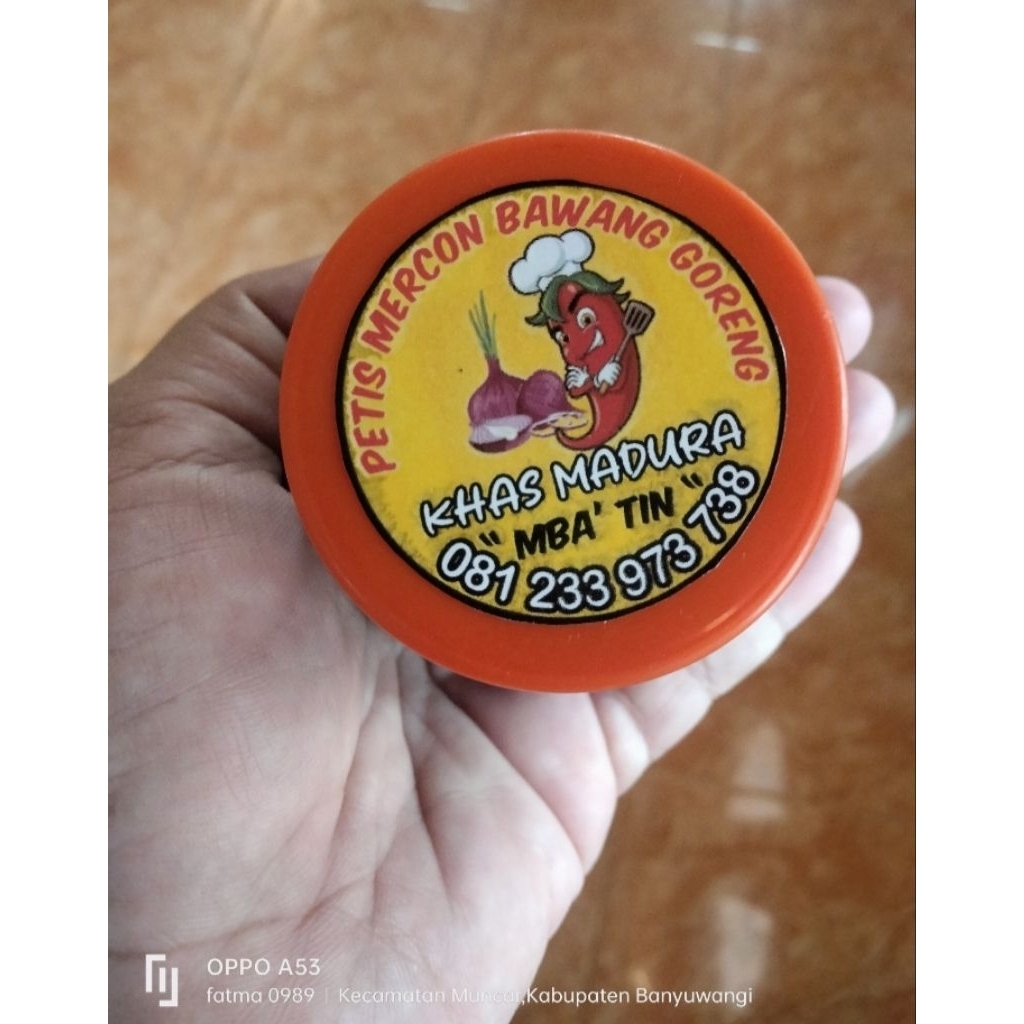 PETIS MERCON BAWANG GORENG
KHAS MADURA
" MBA' TIN "
081 233 973 738
OPPO A53
fatma 0989 | Kecamatan Muncar,Kabupaten Banyuwangi